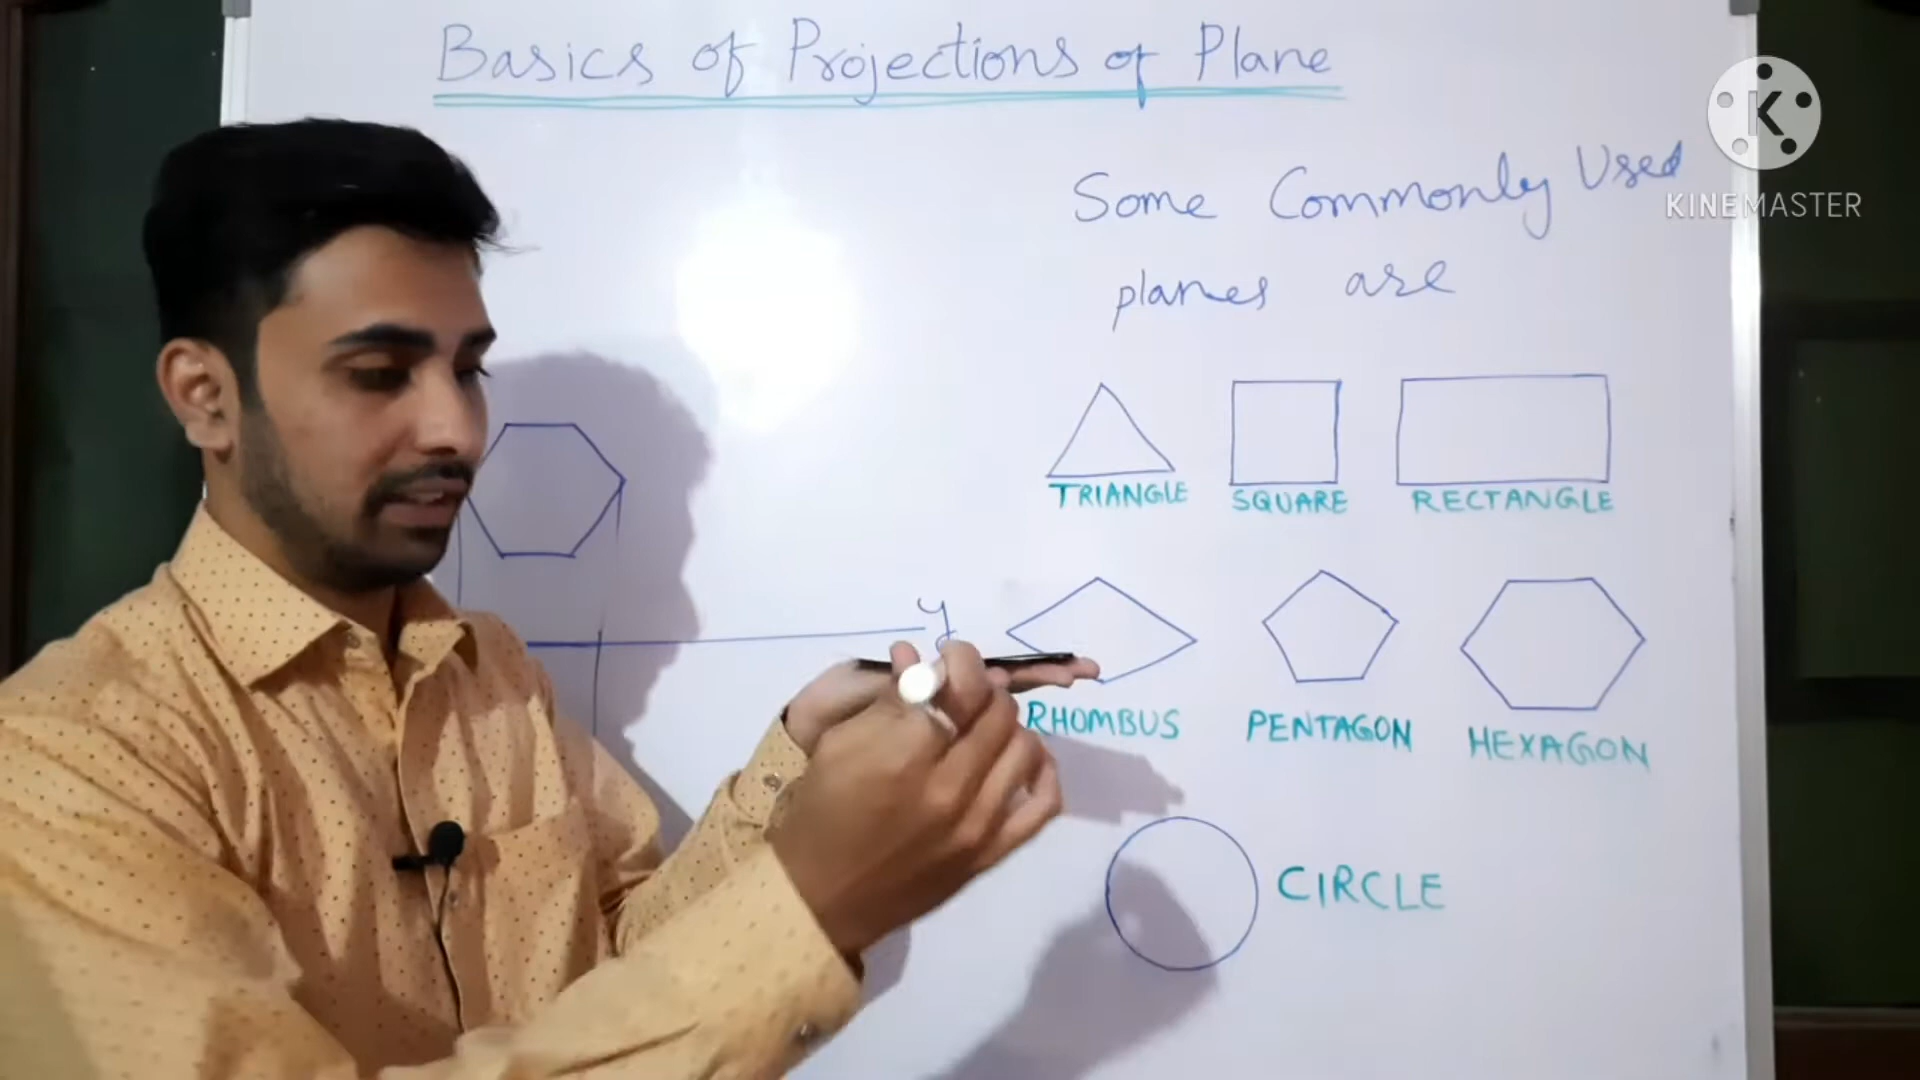 Basics of Projections of Plane
Some Commonly Used
planes are
TRIANGLE SQUARE RECTANGLE
y
RHOMBUS PENTAGON HEXAGON
CIRCLE
K
KINEMASTER